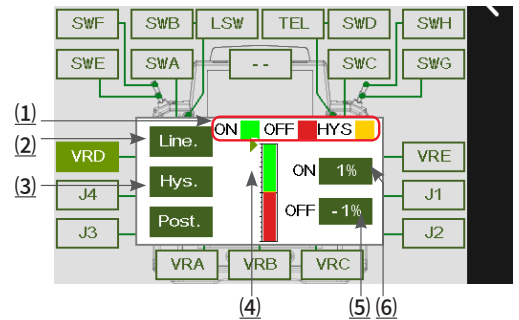 SWF SWB LSW TEL SWD SWH
SWE SWA -- SWC SWG
(1)
ON OFF HYS
(2)
Line.
VRD VRE
(3)
Hys. ON 1%
J4 J1
Post. OFF -1%
J3 J2
VRA VRB VRC
(4) (5) (6)